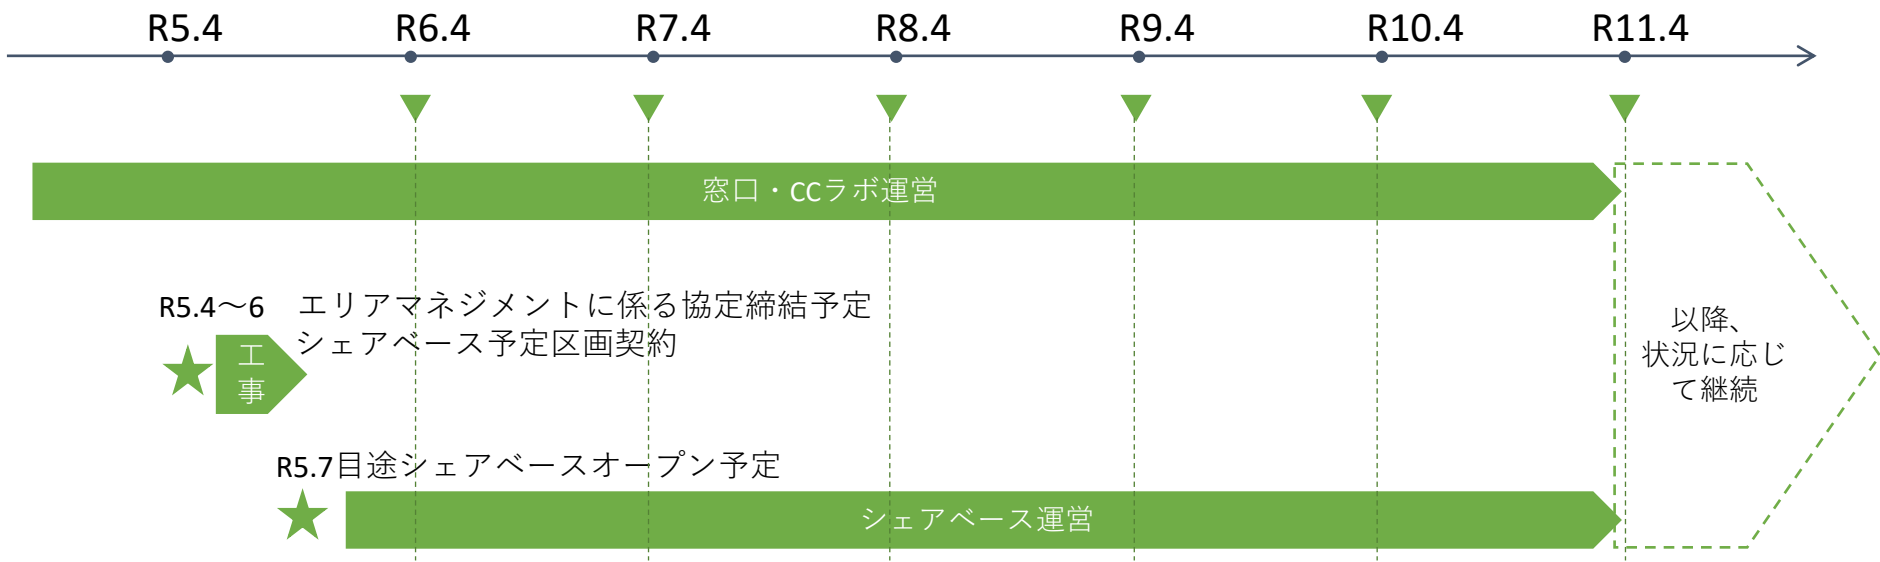 R5.4
R6.4
R7.4
R8.4
R9.4
R10.4
R11.4
窓口・CCラボ運営
R5.4～6　エリアマネジメントに係る協定締結予定
シェアベース予定区画契約
工
事
R5.7目途シェアベースオープン予定
シェアベース運営
以降、
状況に応じ
て継続